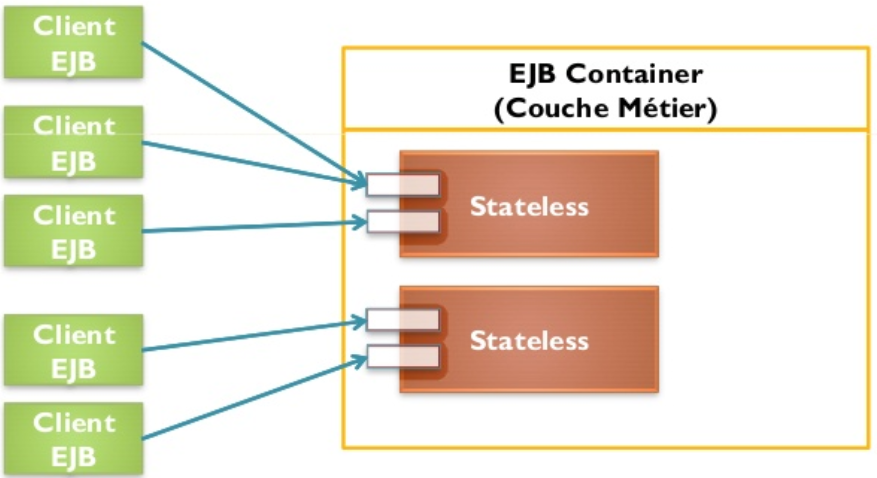 Client
EJB
Client
EJB
Client
EJB
Client
EJB
Client
EJB
EJB Container
(Couche Métier)
Stateless
Stateless